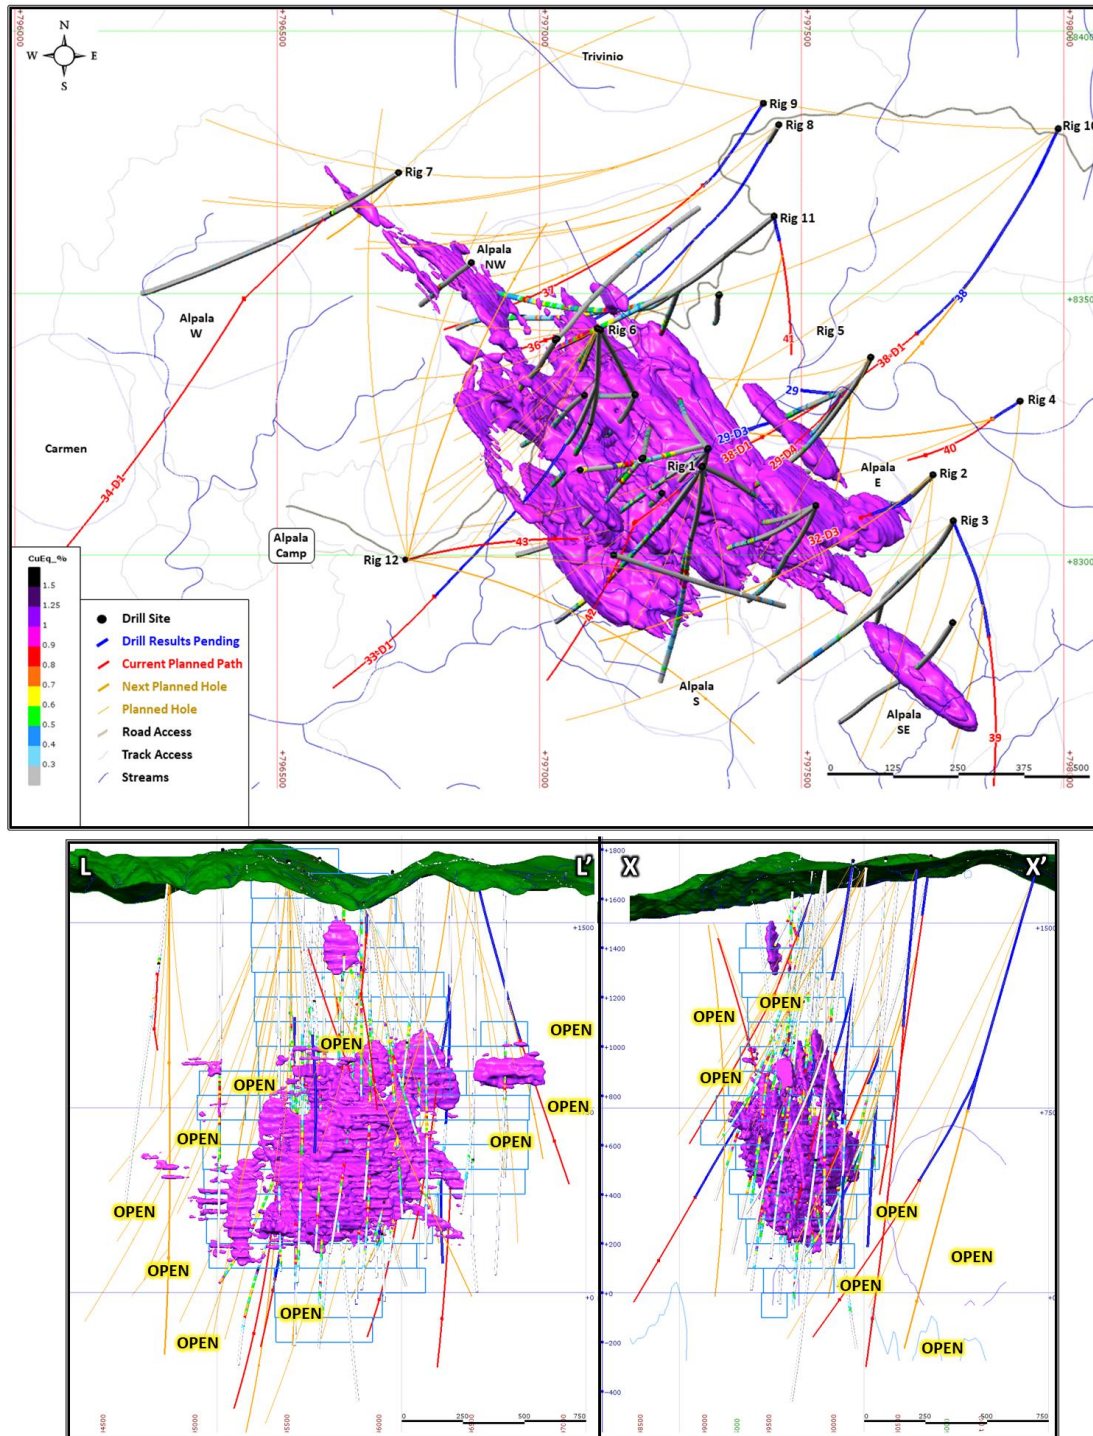 N
W E
S
Trivinio
Rig 9
Rig 8
Rig 10
Rig 7
Rig 11
Alpala
NW
Alpala
W
37
38
Rig 5
Rig 6
36
41
38-D1
29
Rig 4
Carmen
29-D3
38-D1
29-D4
40
Rig 1
Alpala
E
Rig 2
34-D1
Rig 3
32-D3
Alpala
Camp
43
Rig 12
42
33-D1
Alpala
S
Alpala
SE
39
0 125 250 375 500
CuEq_%
1.5
1.25
1
0.9
0.8
0.7
0.6
0.5
0.4
0.3
Drill Site
Drill Results Pending
Current Planned Path
Next Planned Hole
Planned Hole
Road Access
Track Access
Streams
L L'
+1500
OPEN
OPEN
OPEN
OPEN
OPEN
OPEN
OPEN
OPEN
OPEN
0 250 500 750
X X'
+1800
+1600
+1400
+1200
+1000
+800
+600
+400
+200
+0
-200
-400
+1500
OPEN
OPEN
OPEN
OPEN
OPEN
OPEN
OPEN
0 250 500 750